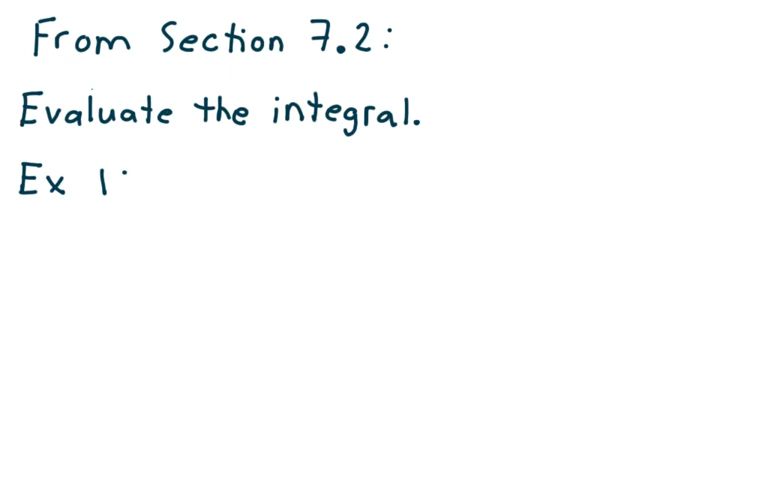 From Section 7.2:
Evaluate the integral.
Ex 1·